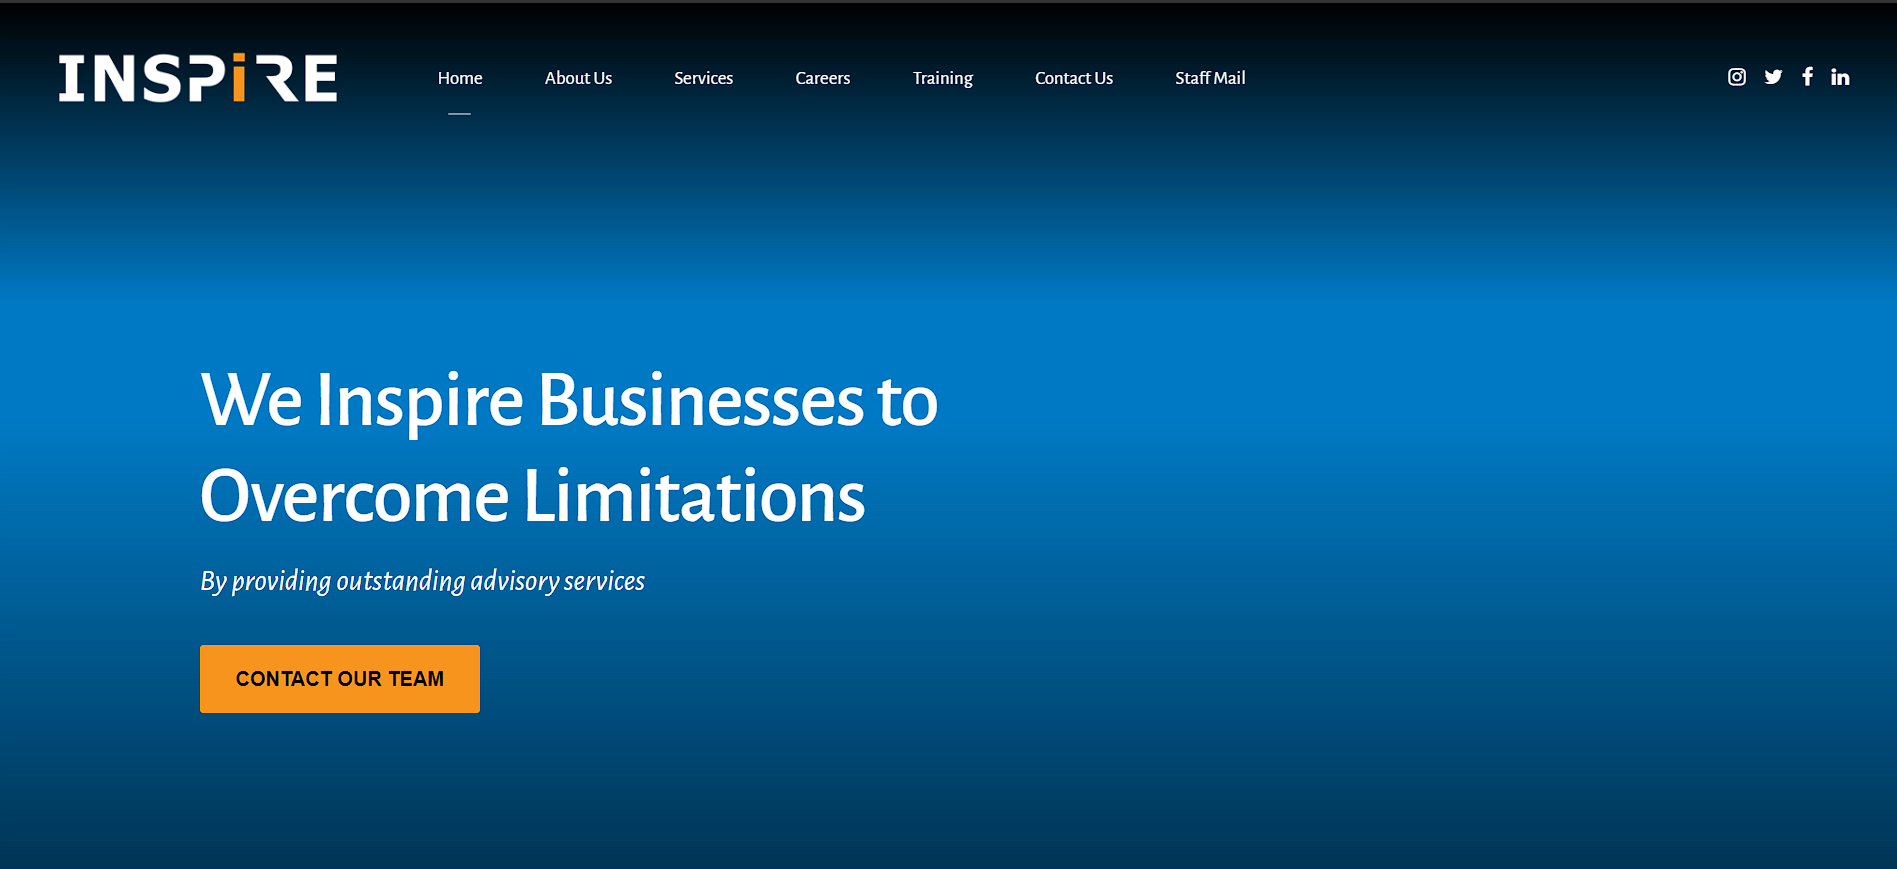 INSPiRE
Home About Us Services Careers Training Contact Us Staff Mail
We Inspire Businesses to
Overcome Limitations
By providing outstanding advisory services
CONTACT OUR TEAM